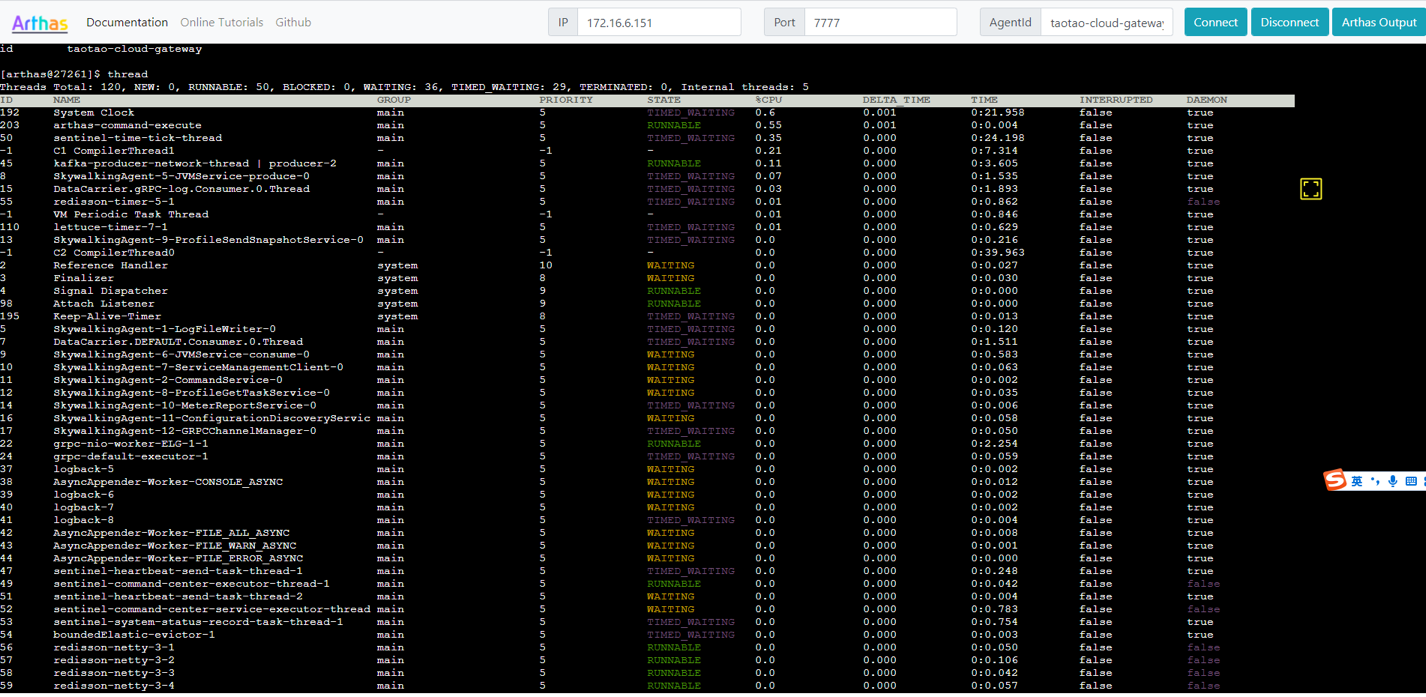 Arthas Documentation Online Tutorials Github IP 172.16.6.151 Port 7777 AgentId taotao-cloud-gateway Connect Disconnect Arthas Output
id taotao-cloud-gateway
[arthas@27261]$ thread
Threads Total: 120, NEW: 0, RUNNABLE: 50, BLOCKED: 0, WAITING: 36, TIMED_WAITING: 29, TERMINATED: 0, Internal threads: 5
ID NAME GROUP PRIORITY STATE %CPU DELTA_TIME TIME INTERRUPTED DAEMON
192 System Clock main 5 TIMED_WAITING 0.6 0.001 0:21.958 false true
203 arthas-command-execute main 5 RUNNABLE 0.55 0.001 0:0.004 false true
50 sentinel-time-tick-thread main 5 TIMED_WAITING 0.35 0.000 0:24.198 false true
-1 C1 CompilerThread1 - -1 - 0.21 0.000 0:7.314 false true
45 kafka-producer-network-thread | producer-2 main 5 RUNNABLE 0.11 0.000 0:3.605 false true
8 SkywalkingAgent-5-JVMService-produce-0 main 5 TIMED_WAITING 0.07 0.000 0:1.535 false true
15 DataCarrier.gRPC-log.Consumer.0.Thread main 5 TIMED_WAITING 0.03 0.000 0:1.893 false true
55 redisson-timer-5-1 main 5 TIMED_WAITING 0.01 0.000 0:0.862 false false
-1 VM Periodic Task Thread - -1 - 0.01 0.000 0:0.846 false true
110 lettuce-timer-7-1 main 5 TIMED_WAITING 0.01 0.000 0:0.629 false true
13 SkywalkingAgent-9-ProfileSendSnapshotService-0 main 5 TIMED_WAITING 0.0 0.000 0:0.216 false true
-1 C2 CompilerThread0 - -1 - 0.0 0.000 0:39.963 false true
2 Reference Handler system 10 WAITING 0.0 0.000 0:0.027 false true
3 Finalizer system 8 WAITING 0.0 0.000 0:0.030 false true
4 Signal Dispatcher system 9 RUNNABLE 0.0 0.000 0:0.000 false true
98 Attach Listener system 9 RUNNABLE 0.0 0.000 0:0.000 false true
195 Keep-Alive-Timer system 8 TIMED_WAITING 0.0 0.000 0:0.013 false true
5 SkywalkingAgent-1-LogFileWriter-0 main 5 TIMED_WAITING 0.0 0.000 0:0.120 false true
7 DataCarrier.DEFAULT.Consumer.0.Thread main 5 TIMED_WAITING 0.0 0.000 0:1.511 false true
9 SkywalkingAgent-6-JVMService-consume-0 main 5 WAITING 0.0 0.000 0:0.583 false true
10 SkywalkingAgent-7-ServiceManagementClient-0 main 5 WAITING 0.0 0.000 0:0.063 false true
11 SkywalkingAgent-2-CommandService-0 main 5 WAITING 0.0 0.000 0:0.002 false true
12 SkywalkingAgent-8-ProfileGetTaskService-0 main 5 WAITING 0.0 0.000 0:0.035 false true
14 SkywalkingAgent-10-MeterReportService-0 main 5 TIMED_WAITING 0.0 0.000 0:0.006 false true
16 SkywalkingAgent-11-ConfigurationDiscoveryServic main 5 WAITING 0.0 0.000 0:0.058 false true
17 SkywalkingAgent-12-GRPCChannelManager-0 main 5 TIMED_WAITING 0.0 0.000 0:0.050 false true
22 grpc-nio-worker-ELG-1-1 main 5 RUNNABLE 0.0 0.000 0:2.254 false true
24 grpc-default-executor-1 main 5 TIMED_WAITING 0.0 0.000 0:0.059 false true
37 logback-5 main 5 WAITING 0.0 0.000 0:0.002 false true
38 AsyncAppender-Worker-CONSOLE_ASYNC main 5 WAITING 0.0 0.000 0:0.012 false true
39 logback-6 main 5 WAITING 0.0 0.000 0:0.002 false true
40 logback-7 main 5 WAITING 0.0 0.000 0:0.002 false true
41 logback-8 main 5 TIMED_WAITING 0.0 0.000 0:0.004 false true
42 AsyncAppender-Worker-FILE_ALL_ASYNC main 5 WAITING 0.0 0.000 0:0.008 false true
43 AsyncAppender-Worker-FILE_WARN_ASYNC main 5 WAITING 0.0 0.000 0:0.001 false true
44 AsyncAppender-Worker-FILE_ERROR_ASYNC main 5 WAITING 0.0 0.000 0:0.000 false true
47 sentinel-heartbeat-send-task-thread-1 main 5 TIMED_WAITING 0.0 0.000 0:0.248 false true
49 sentinel-command-center-executor-thread-1 main 5 RUNNABLE 0.0 0.000 0:0.042 false false
51 sentinel-heartbeat-send-task-thread-2 main 5 WAITING 0.0 0.000 0:0.004 false true
52 sentinel-command-center-service-executor-thread main 5 WAITING 0.0 0.000 0:0.783 false false
53 sentinel-system-status-record-task-thread-1 main 5 TIMED_WAITING 0.0 0.000 0:0.754 false true
54 boundedElastic-evictor-1 main 5 TIMED_WAITING 0.0 0.000 0:0.003 false true
56 redisson-netty-3-1 main 5 RUNNABLE 0.0 0.000 0:0.050 false false
57 redisson-netty-3-2 main 5 RUNNABLE 0.0 0.000 0:0.106 false false
58 redisson-netty-3-3 main 5 RUNNABLE 0.0 0.000 0:0.042 false false
59 redisson-netty-3-4 main 5 RUNNABLE 0.0 0.000 0:0.057 false false
S 英